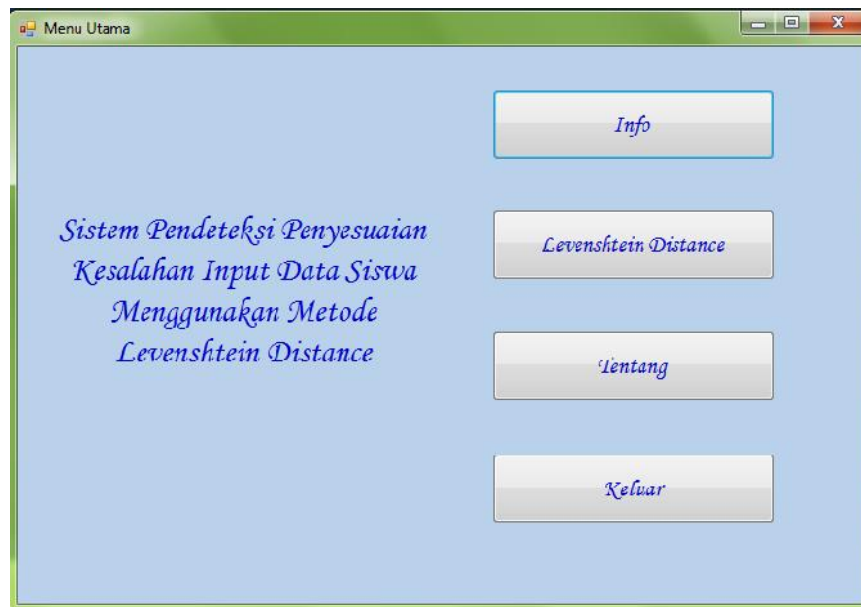 Menu Utama
Sistem Pendeteksi Penyesuaian
Kesalahan Input Data Siswa
Menggunakan Metode
Levenshtein Distance
Info
Levenshtein Distance
Tentang
Keluar